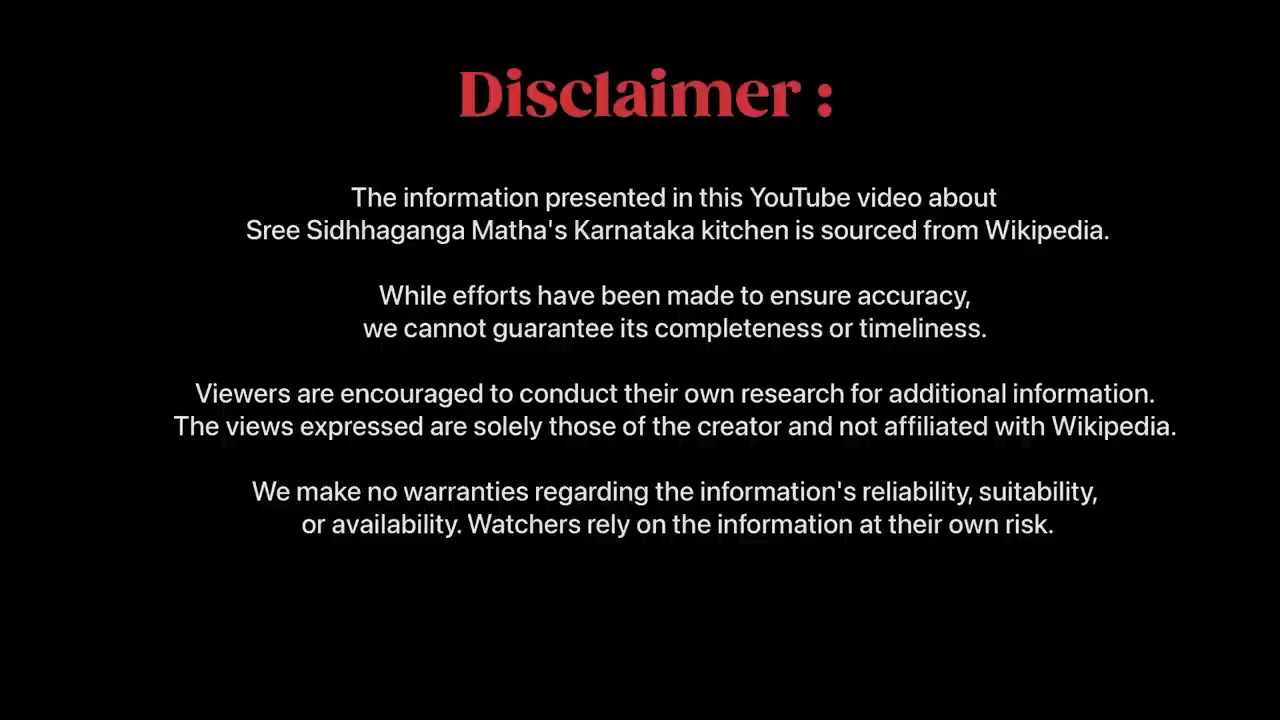 Disclaimer :
The information presented in this YouTube video about
Sree Sidhhaganga Matha's Karnataka kitchen is sourced from Wikipedia.
While efforts have been made to ensure accuracy,
we cannot guarantee its completeness or timeliness.
Viewers are encouraged to conduct their own research for additional information.
The views expressed are solely those of the creator and not affiliated with Wikipedia.
We make no warranties regarding the information's reliability, suitability,
or availability. Watchers rely on the information at their own risk.